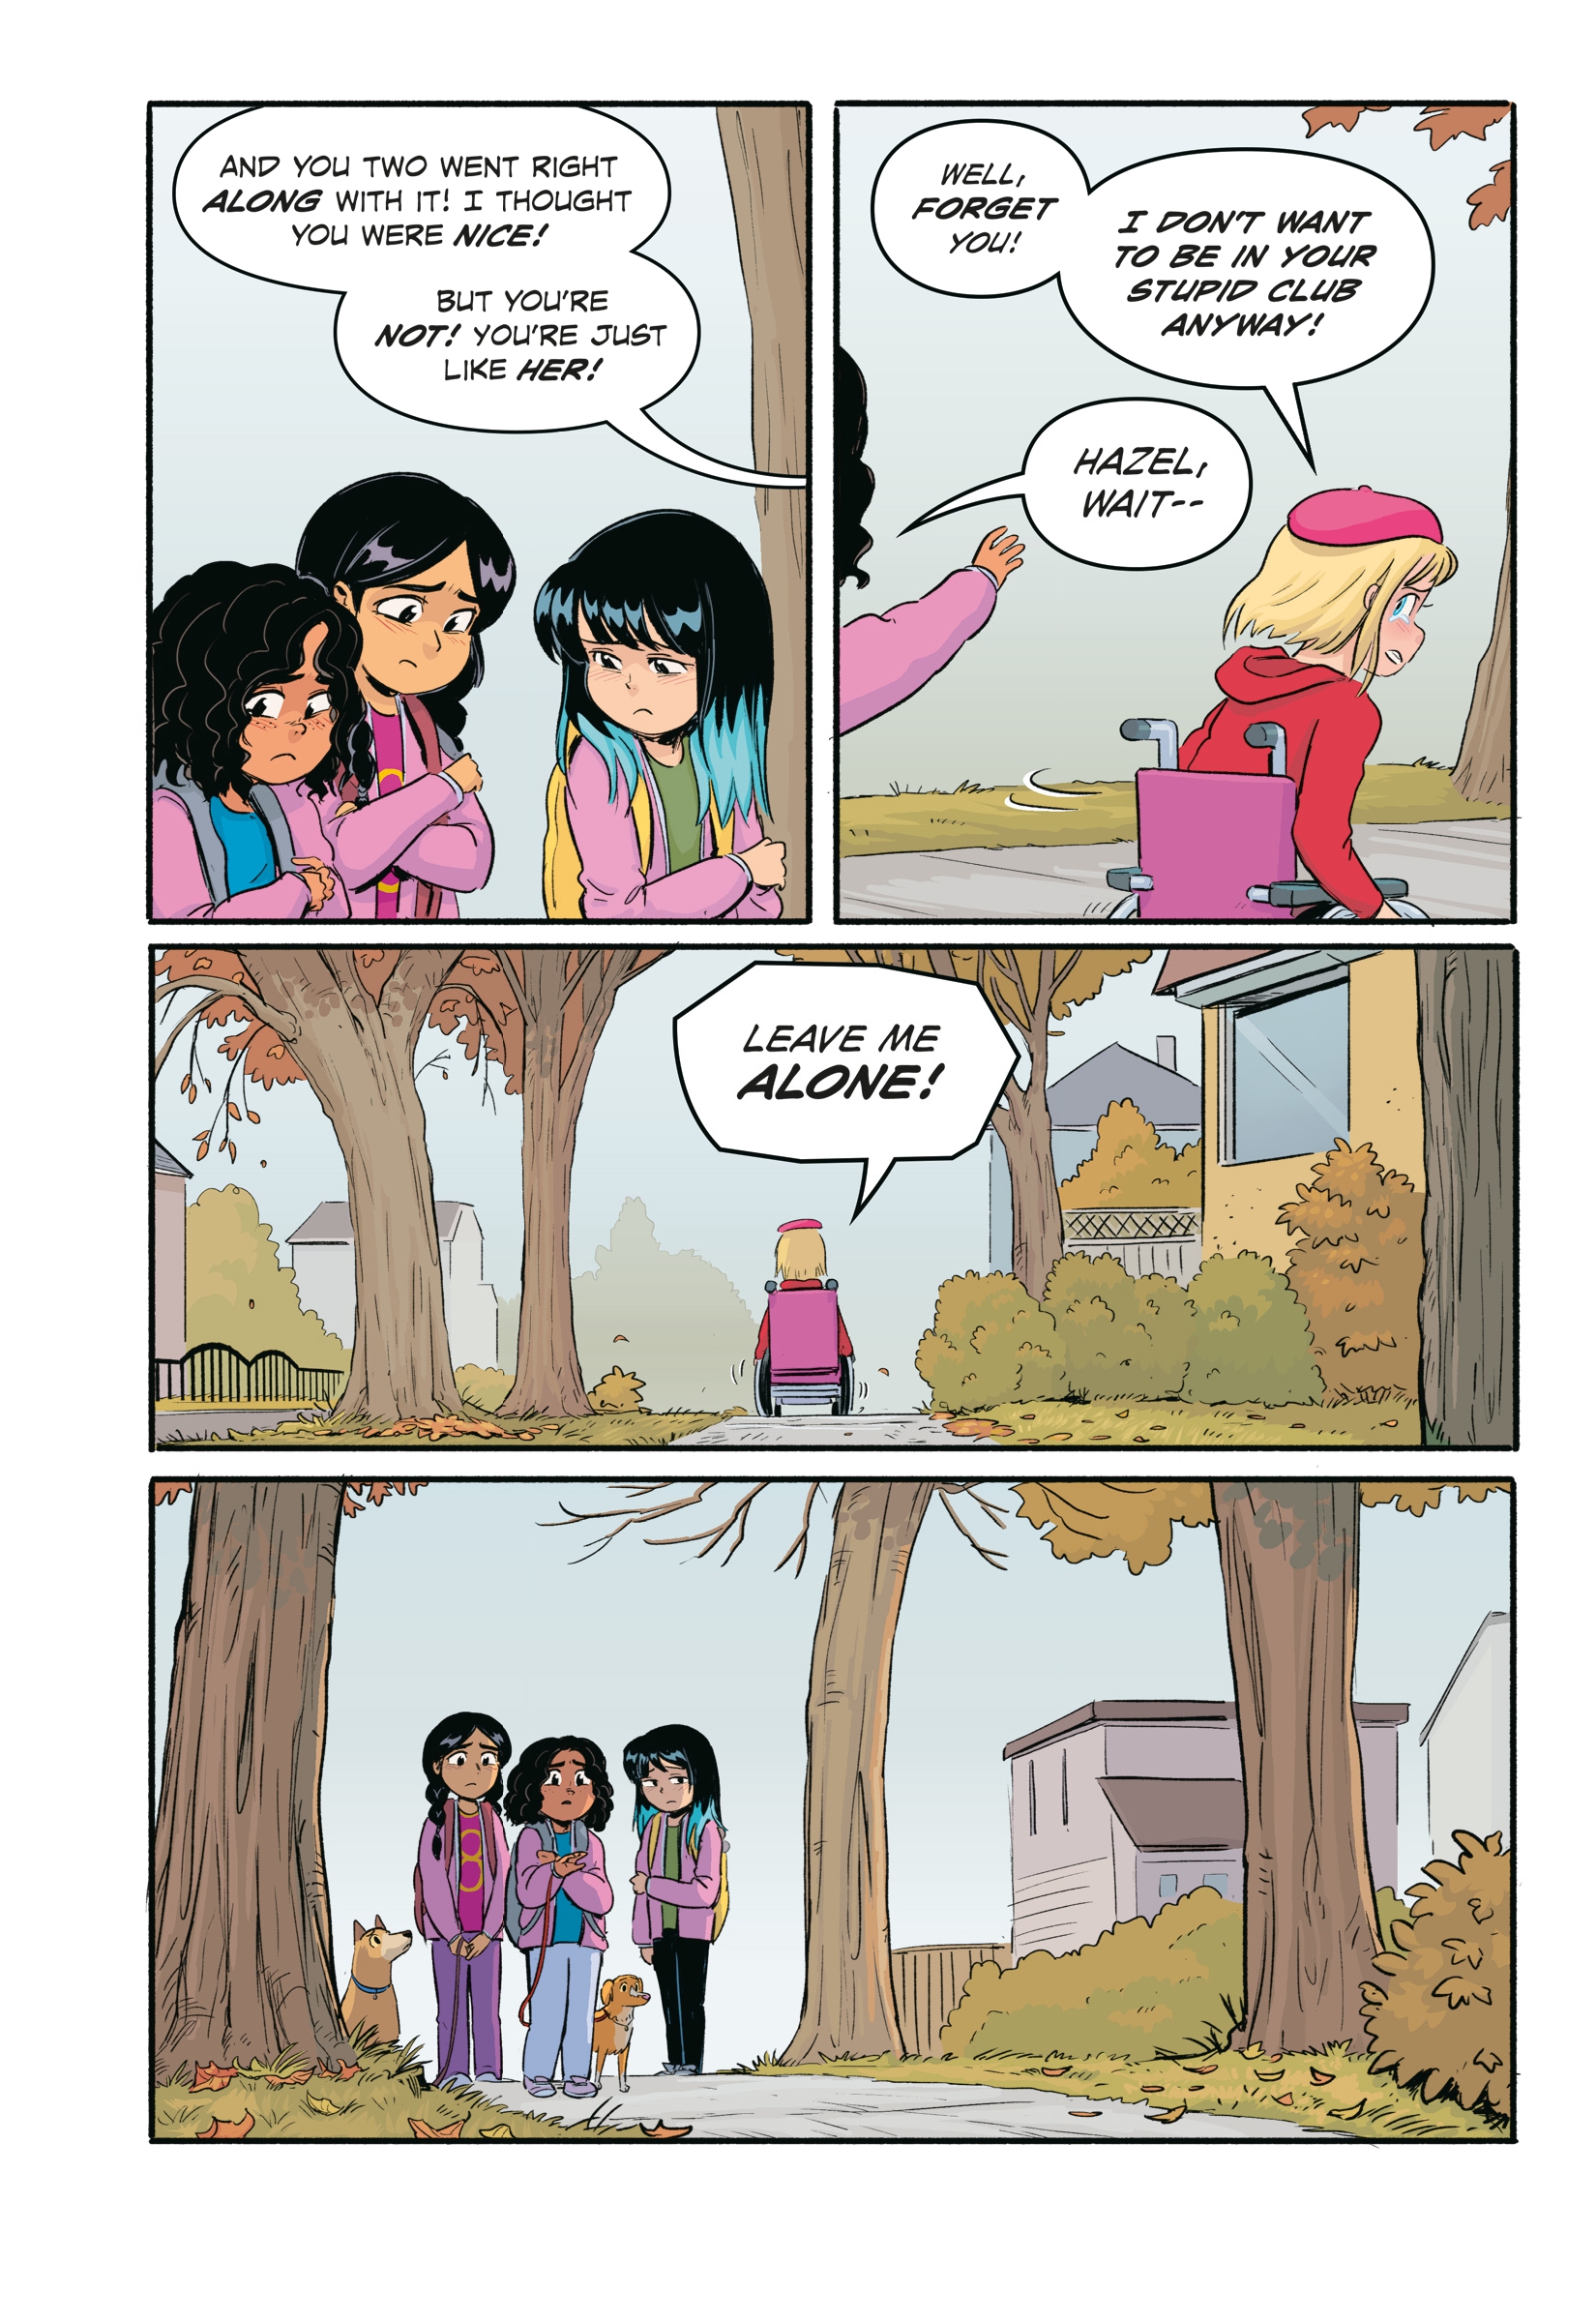 AND YOU TWO WENT RIGHT
ALONG WITH IT! I THOUGHT
YOU WERE NICE!
BUT YOU'RE
NOT! YOU'RE JUST
LIKE HER!
WELL,
FORGET
YOU!
I DON'T WANT
TO BE IN YOUR
STUPID CLUB
ANYWAY!
HAZEL,
WAIT--
LEAVE ME
ALONE!